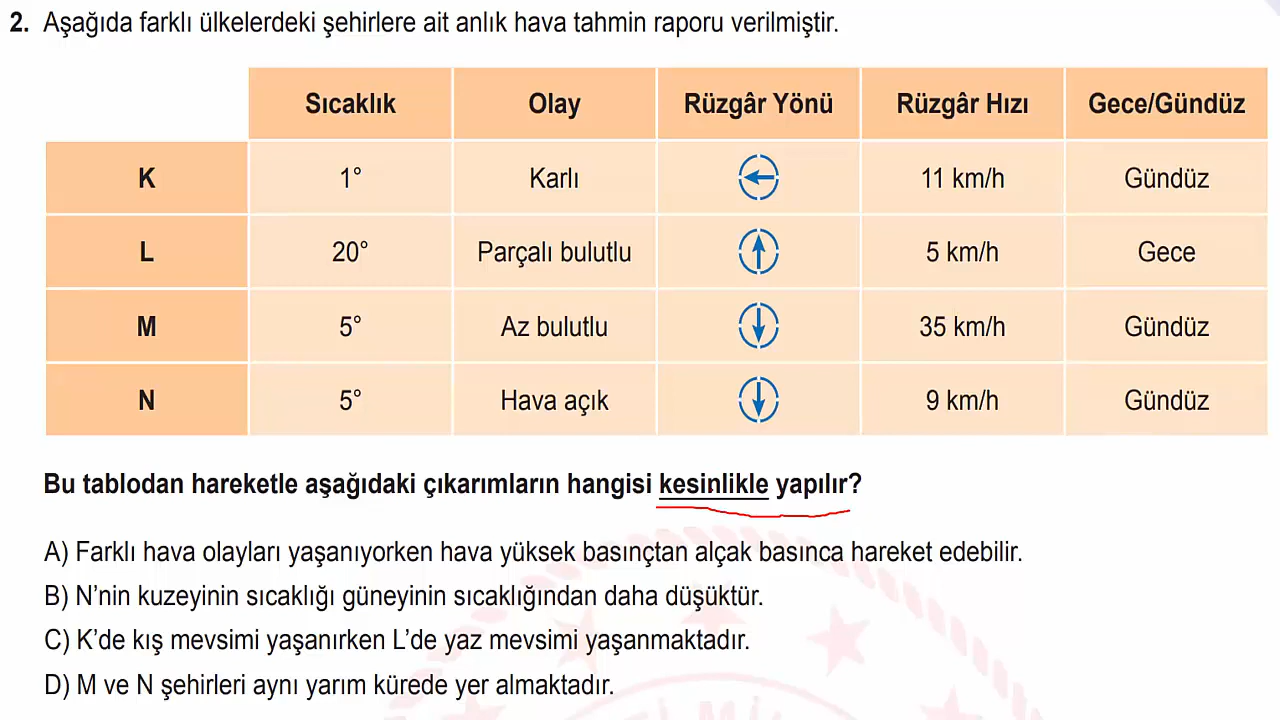 2. Aşağıda farklı ülkelerdeki şehirlere ait anlık hava tahmin raporu verilmiştir.
Sıcaklık Olay Rüzgâr Yönü Rüzgâr Hızı Gece/Gündüz
K 1° Karlı 11 km/h Gündüz
L 20° Parçalı bulutlu 5 km/h Gece
M 5° Az bulutlu 35 km/h Gündüz
N 5° Hava açık 9 km/h Gündüz
Bu tablodan hareketle aşağıdaki çıkarımların hangisi kesinlikle yapılır?
A) Farklı hava olayları yaşanıyorken hava yüksek basınçtan alçak basınca hareket edebilir.
B) N’nin kuzeyinin sıcaklığı güneyinin sıcaklığından daha düşüktür.
C) K’de kış mevsimi yaşanırken L’de yaz mevsimi yaşanmaktadır.
D) M ve N şehirleri aynı yarım kürede yer almaktadır.